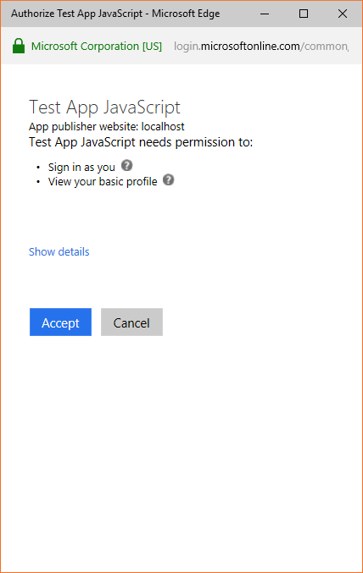 Authorize Test App JavaScript - Microsoft Edge
Microsoft Corporation [US] login.microsoftonline.com/common,
Test App JavaScript
App publisher website: localhost
Test App JavaScript needs permission to:
• Sign in as you ?
• View your basic profile ?
Show details
Accept Cancel